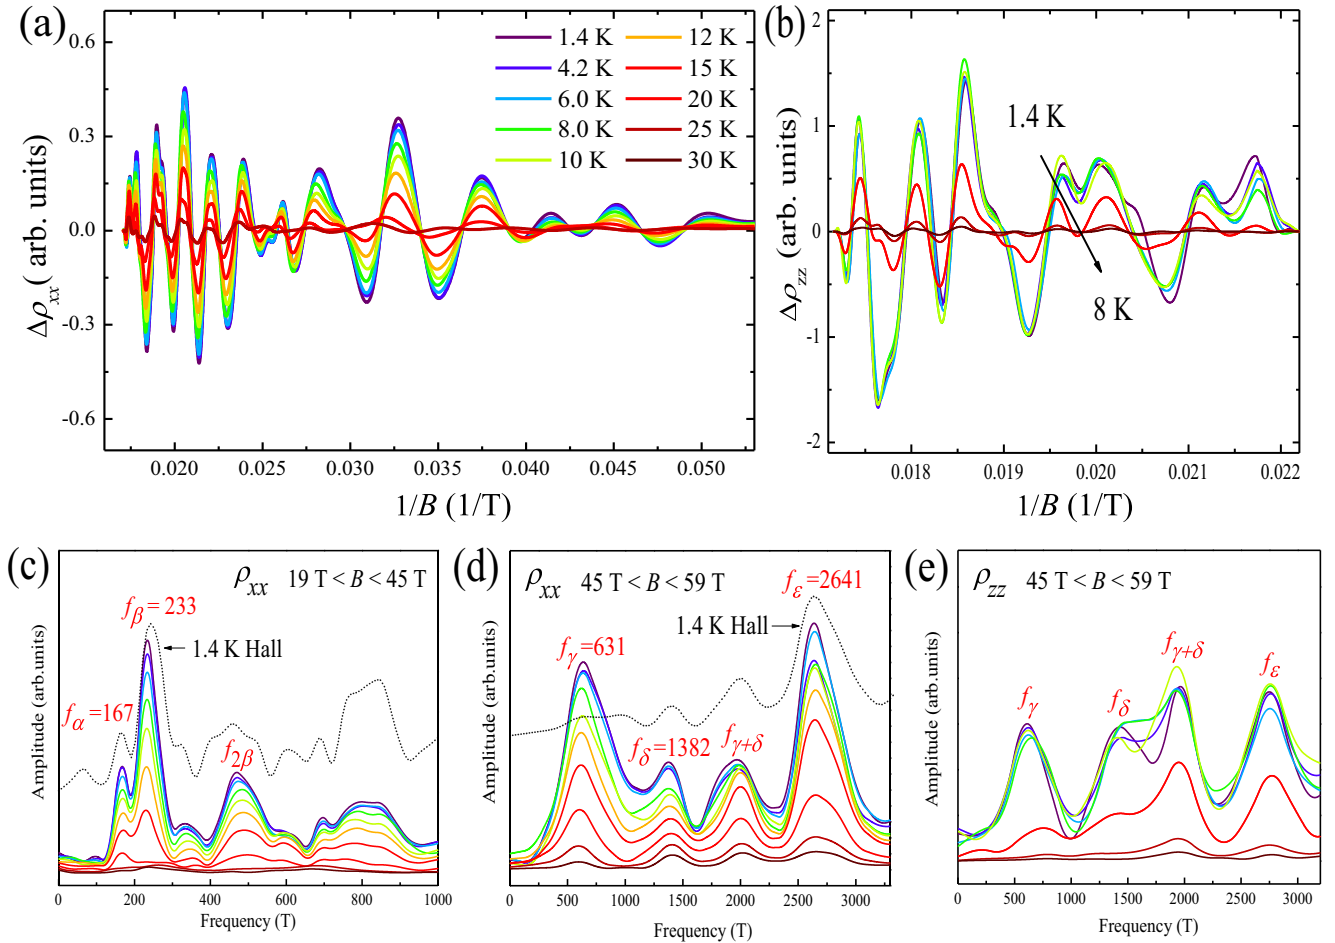 (a)
0.6
0.3
0.0
-0.3
-0.6
Δρxx( arb. units)
1.4 K 12 K
4.2 K 15 K
6.0 K 20 K
8.0 K 25 K
10 K 30 K
0.020 0.025 0.030 0.035 0.040 0.045 0.050
1/B (1/T)
(b)
2
1
0
-1
-2
Δρzz (arb. units)
1.4 K
8 K
0.018 0.019 0.020 0.021 0.022
1/B (1/T)
(c)
ρxx 19 T < B < 45 T
fβ = 233
1.4 K Hall
fα =167
f2β
Amplitude (arb.units)
0 200 400 600 800 1000
Frequency (T)
(d)
ρxx 45 T < B < 59 T
fε = 2641
1.4 K Hall
fγ = 631
fδ = 1382 fγ+δ
Amplitude (arb.units)
0 500 1000 1500 2000 2500 3000
Frequency (T)
(e)
ρzz 45 T < B < 59 T
fγ+δ
fγ fδ fε
Amplitude (arb.units)
0 500 1000 1500 2000 2500 3000
Frequency (T)